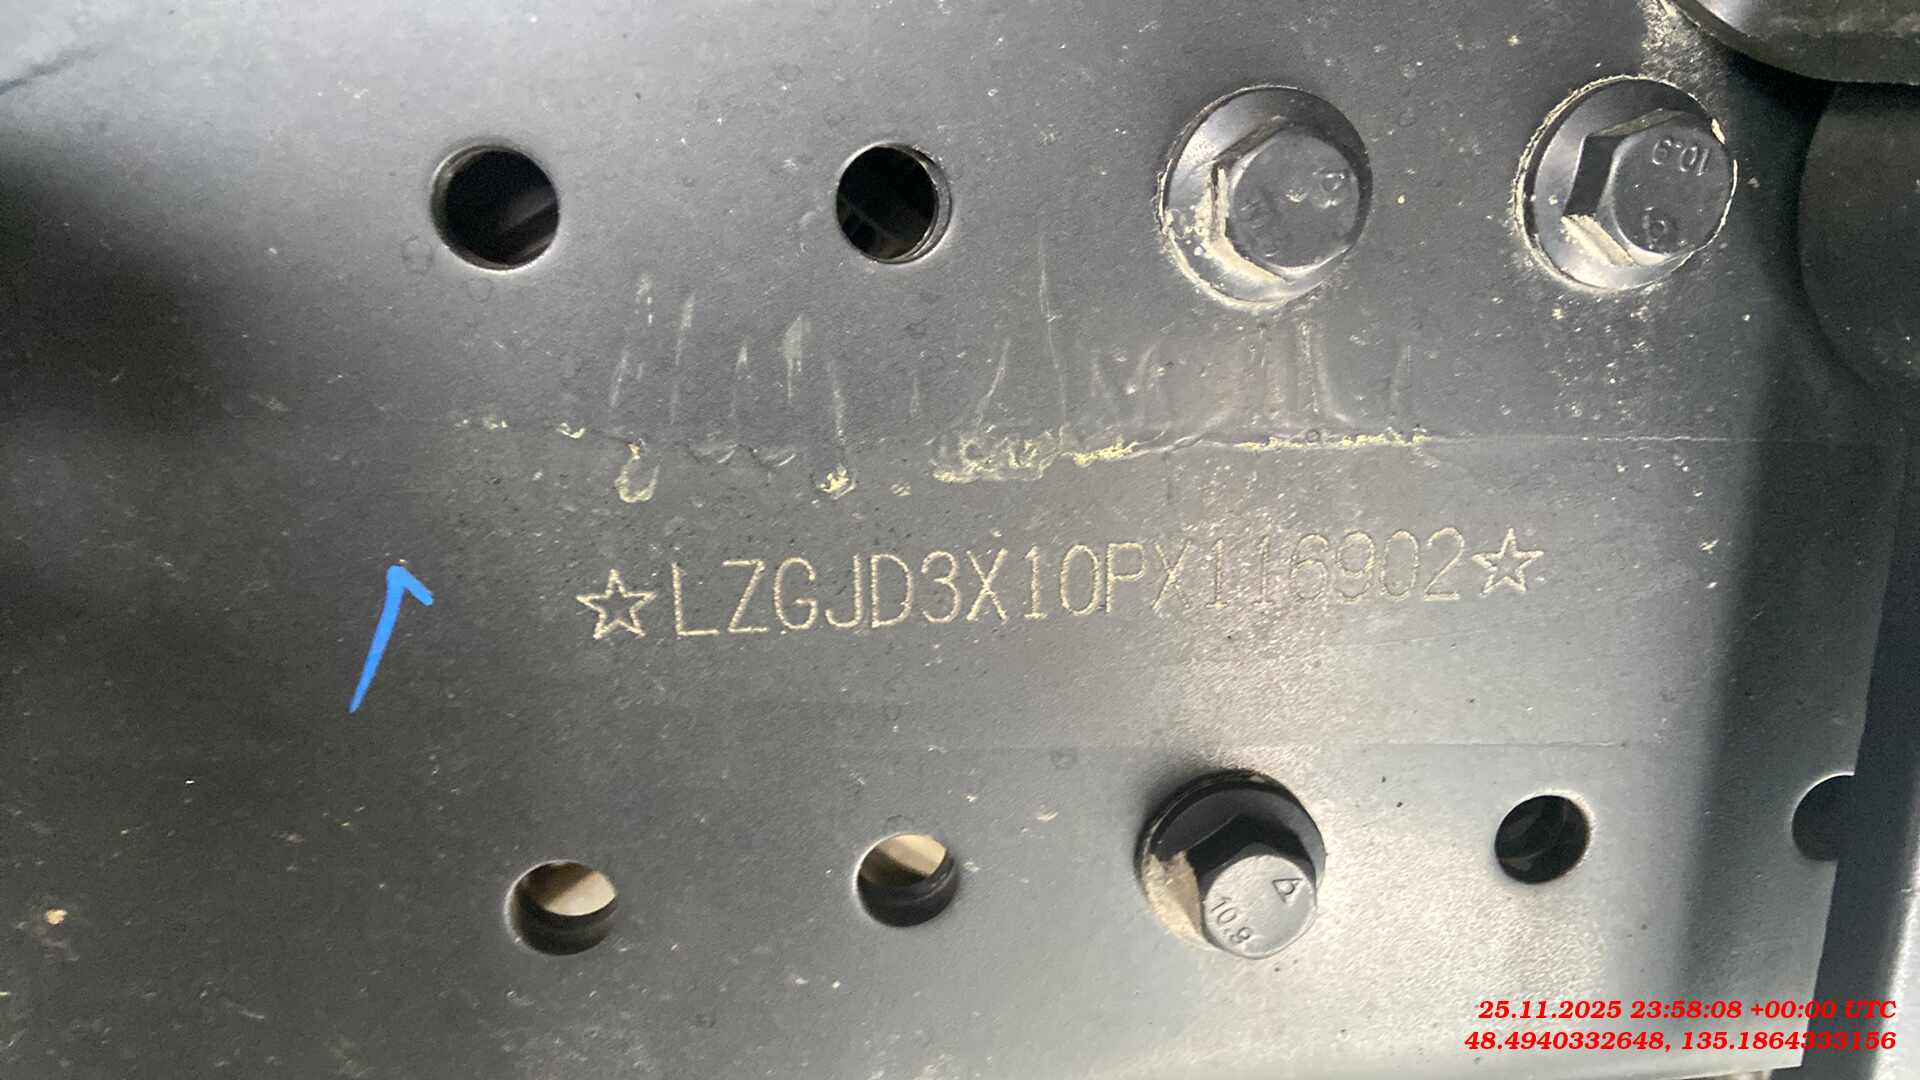 10.9
☆LZGJD3X10PX116902☆
10.9
25.11.2025 23:58:08 +00:00 UTC
48.4940332648, 135.1864333156